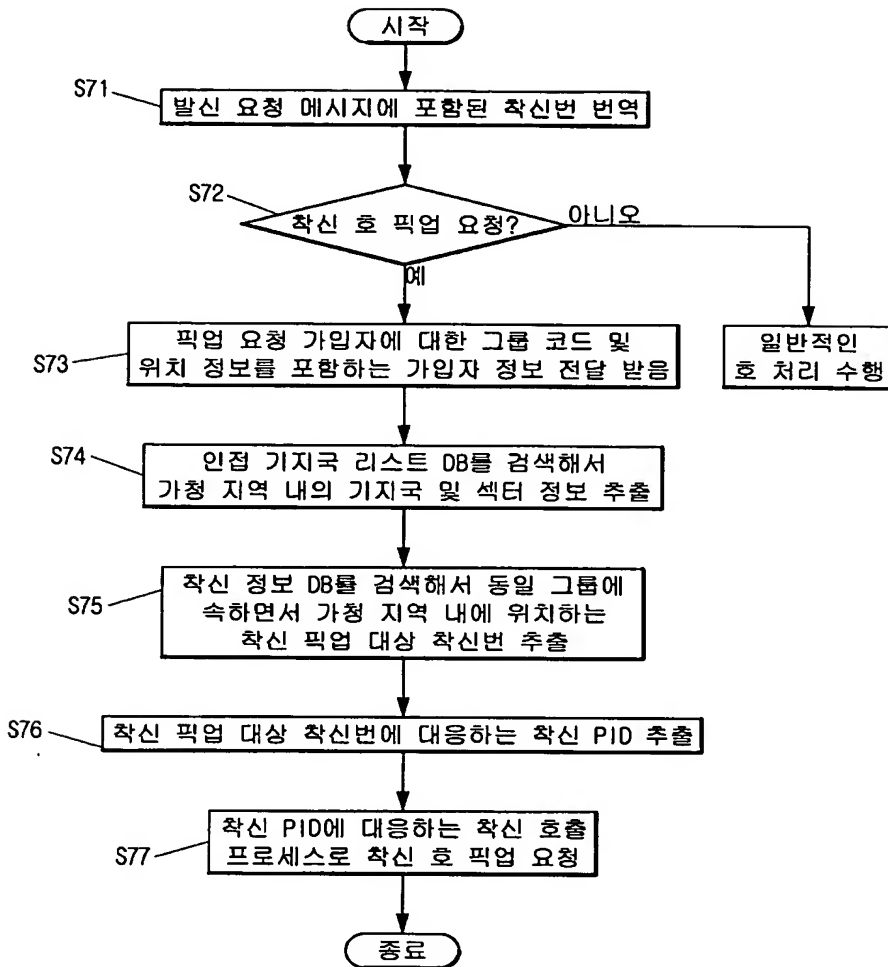 시작
S71
발신 요청 메시지에 포함된 착신번 번역
S72
착신 호 픽업 요청?
아니오
예
S73
픽업 요청 가입자에 대한 그룹 코드 및
위치 정보를 포함하는 가입자 정보 전달 받음
일반적인
호 처리 수행
S74
인접 기지국 리스트 DB를 검색해서
가청 지역 내의 기지국 및 섹터 정보 추출
S75
착신 정보 DB를 검색해서 동일 그룹에
속하면서 가청 지역 내에 위치하는
착신 픽업 대상 착신번 추출
S76
착신 픽업 대상 착신번에 대응하는 착신 PID 추출
S77
착신 PID에 대응하는 착신 호출
프로세스로 착신 호 픽업 요청
종료